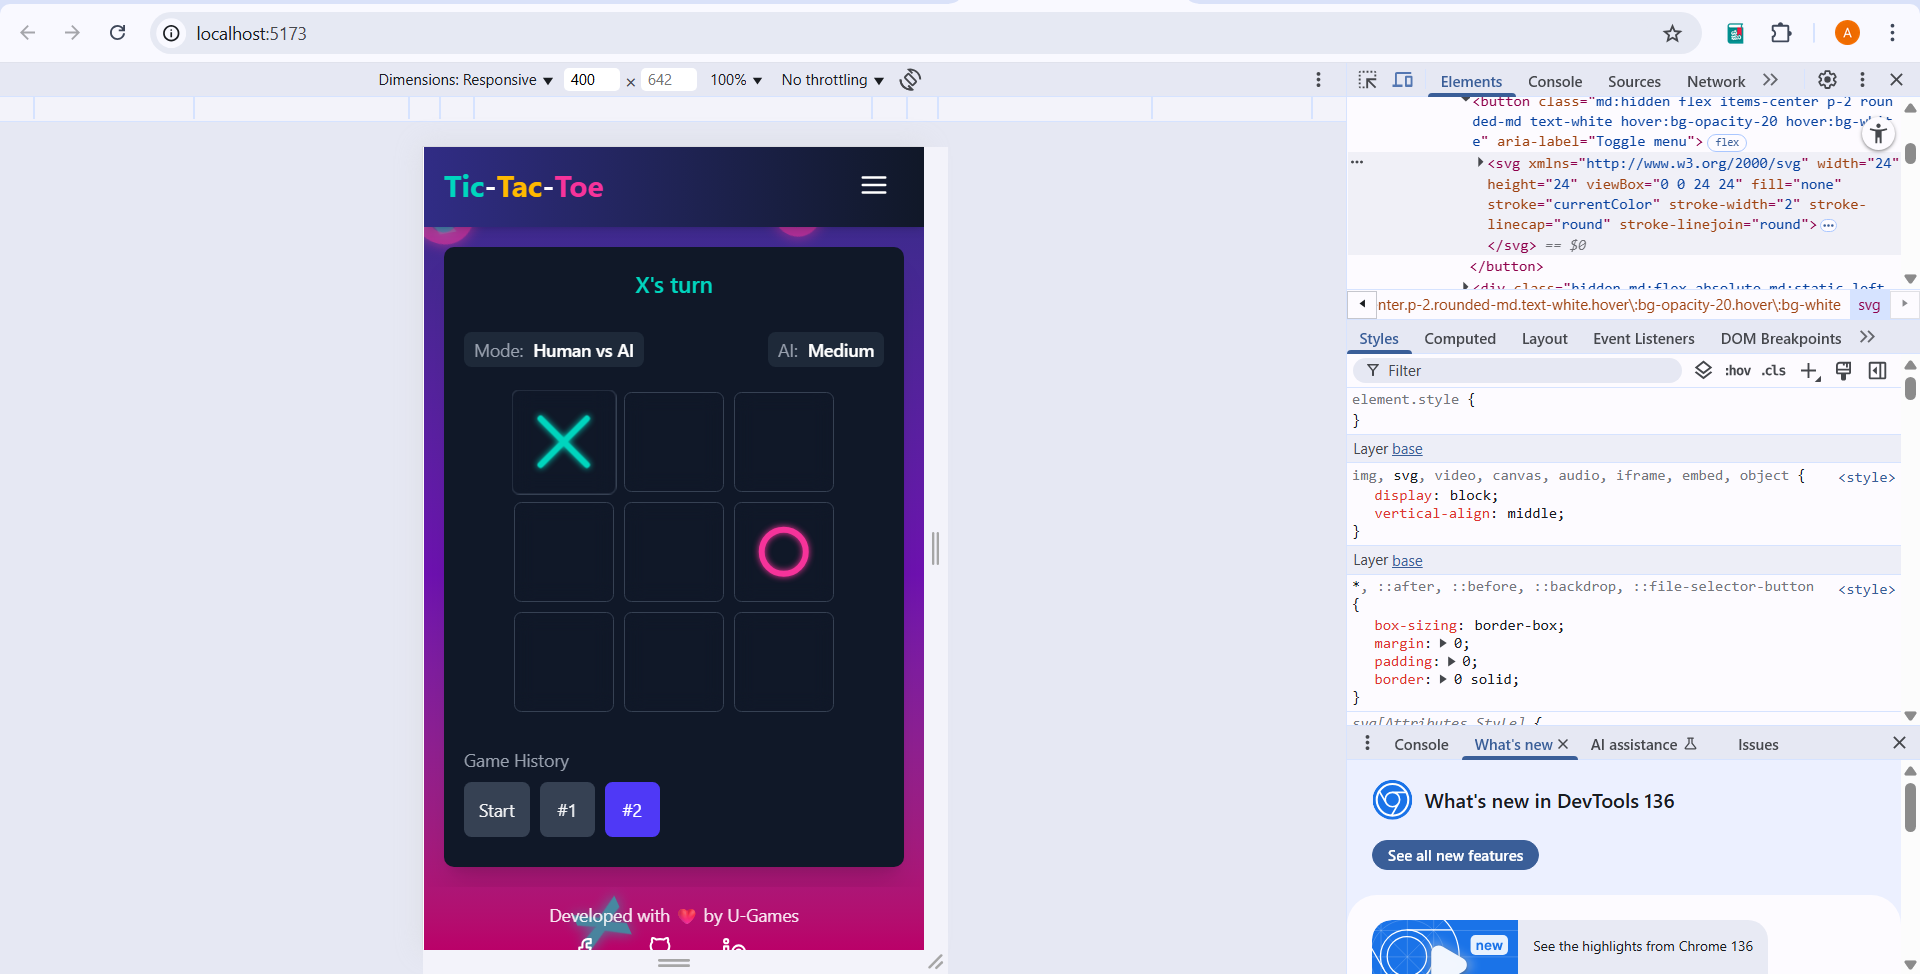 localhost:5173
A
Dimensions: Responsive 400 × 642 100% No throttling
Elements Console Sources Network
<button class="md:hidden flex items-center p-2 roun
ded-md text-white hover:bg-opacity-20 hover:bg-whit
e" aria-label="Toggle menu"> flex
<svg xmlns="http://www.w3.org/2000/svg" width="24"
height="24" viewBox="0 0 24 24" fill="none"
stroke="currentColor" stroke-width="2" stroke-
linecap="round" stroke-linejoin="round">
</svg> == $0
</button>
<div class="hidden md:flex absolute md:static left
nter.p-2.rounded-md.text-white.hover\:bg-opacity-20.hover\:bg-white svg
Styles Computed Layout Event Listeners DOM Breakpoints
Filter :hov .cls
element.style {
}
Layer base
img, svg, video, canvas, audio, iframe, embed, object { <style>
display: block;
vertical-align: middle;
}
Layer base
*, ::after, ::before, ::backdrop, ::file-selector-button <style>
{
box-sizing: border-box;
margin: 0;
padding: 0;
border: 0 solid;
}
svg[Attributes Style] {
Console What's new AI assistance Issues
What's new in DevTools 136
See all new features
new
See the highlights from Chrome 136
Tic-Tac-Toe
X's turn
Mode: Human vs AI
AI: Medium
Game History
Start #1 #2
Developed with ❤️ by U-Games